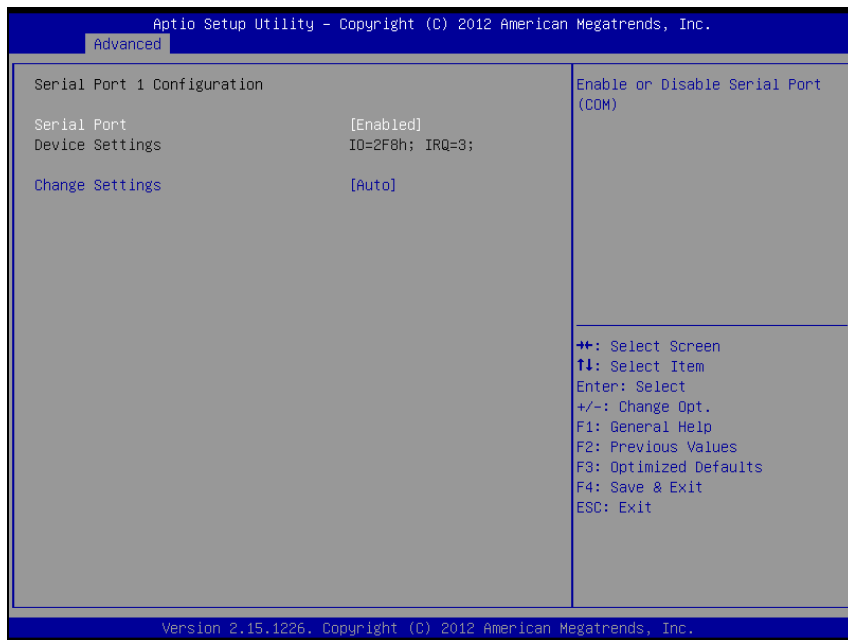 Aptio Setup Utility – Copyright (C) 2012 American Megatrends, Inc.
Advanced
Serial Port 1 Configuration
Serial Port [Enabled]
Device Settings IO=2F8h; IRQ=3;
Change Settings [Auto]
Enable or Disable Serial Port
(COM)
→←: Select Screen
↑↓: Select Item
Enter: Select
+/-: Change Opt.
F1: General Help
F2: Previous Values
F3: Optimized Defaults
F4: Save & Exit
ESC: Exit
Version 2.15.1226. Copyright (C) 2012 American Megatrends, Inc.